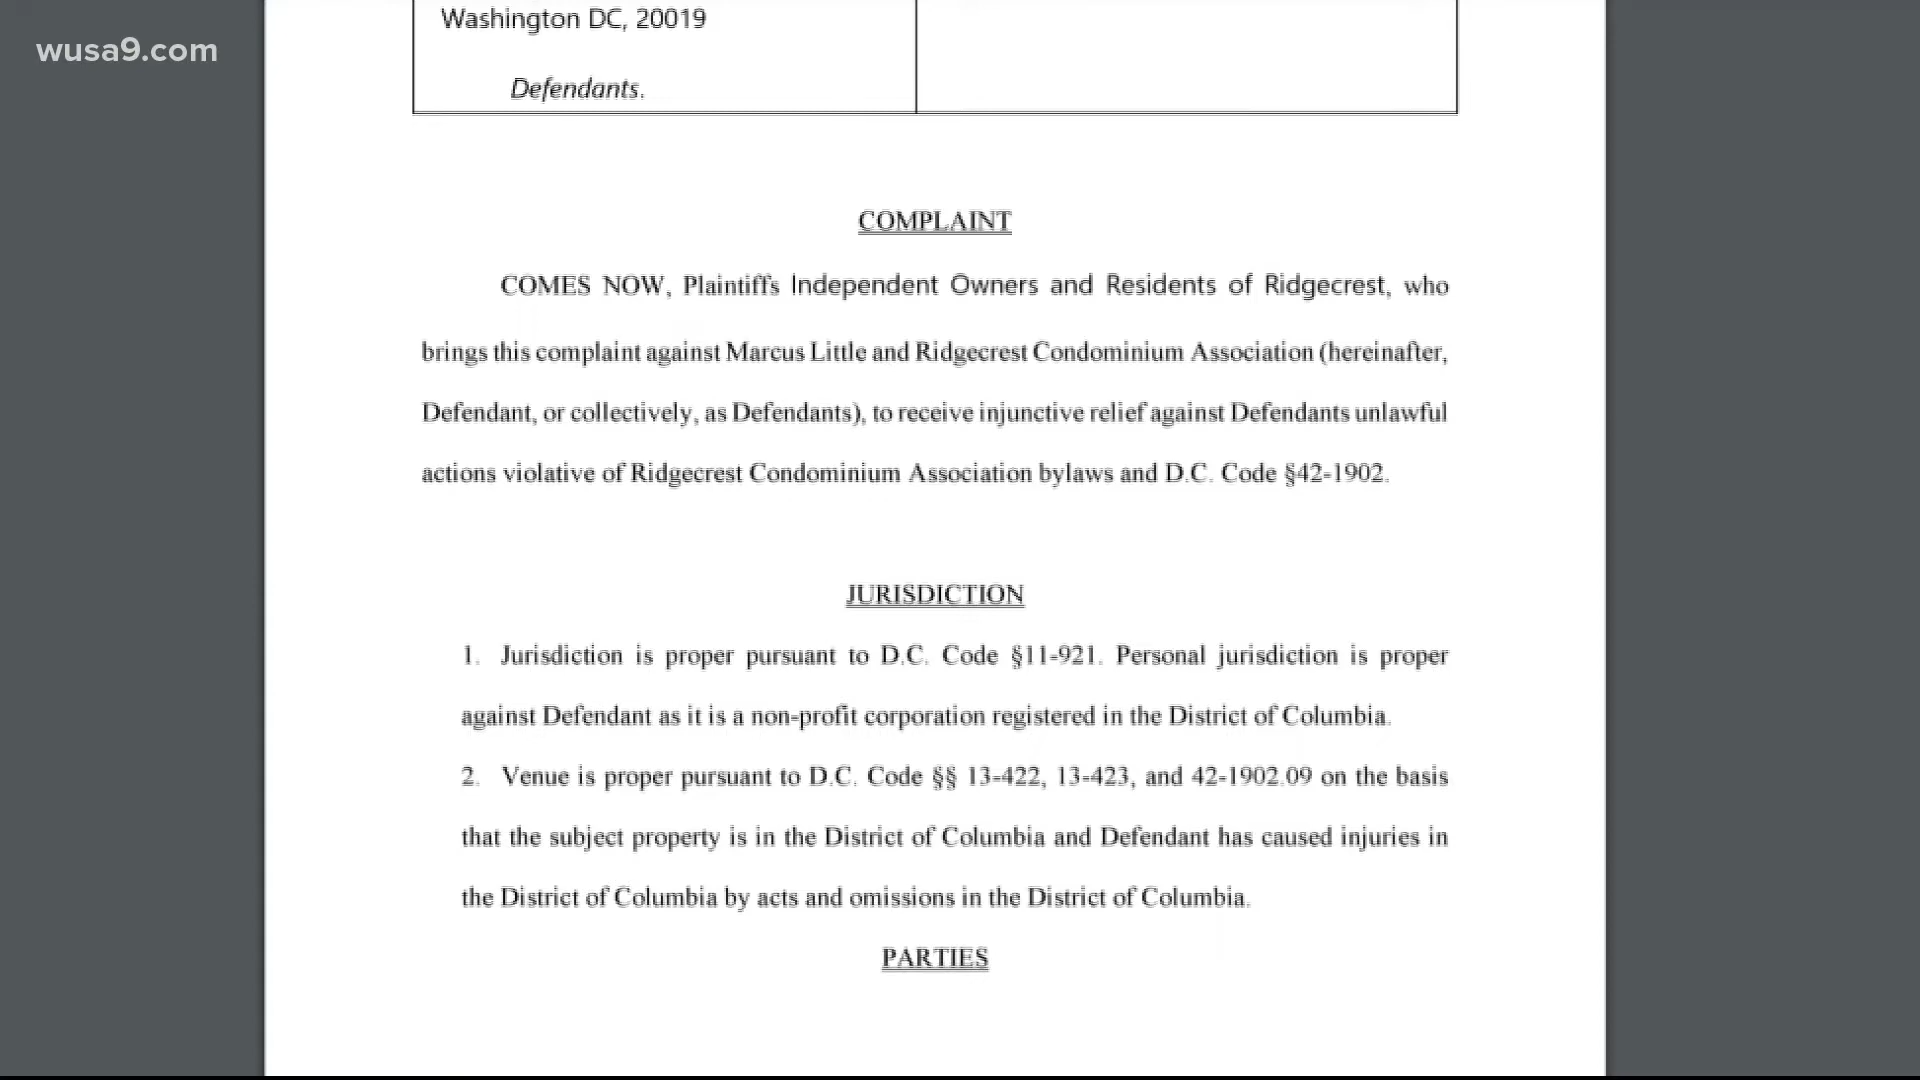 wusa9.com
Washington DC, 20019
Defendants.
COMPLAINT
COMES NOW, Plaintiffs Independent Owners and Residents of Ridgecrest, who
brings this complaint against Marcus Little and Ridgecrest Condominium Association (hereinafter,
Defendant, or collectively, as Defendants), to receive injunctive relief against Defendants unlawful
actions violative of Ridgecrest Condominium Association bylaws and D.C. Code §42-1902.
JURISDICTION
1. Jurisdiction is proper pursuant to D.C. Code §11-921. Personal jurisdiction is proper
against Defendant as it is a non-profit corporation registered in the District of Columbia.
2. Venue is proper pursuant to D.C. Code §§ 13-422, 13-423, and 42-1902.09 on the basis
that the subject property is in the District of Columbia and Defendant has caused injuries in
the District of Columbia by acts and omissions in the District of Columbia.
PARTIES